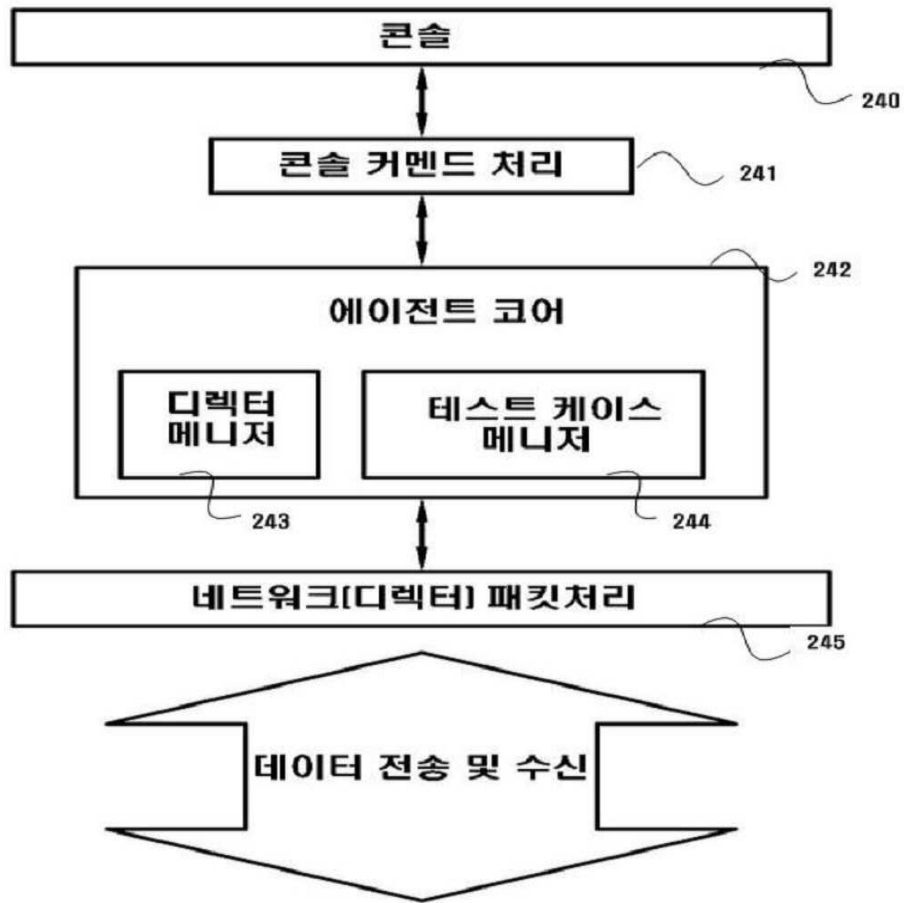 콘솔
240
콘솔 커멘드 처리
241
242
에이전트 코어
디렉터
메니저
테스트 케이스
메니저
243
244
네트워크(디렉터) 패킷처리
245
데이터 전송 및 수신